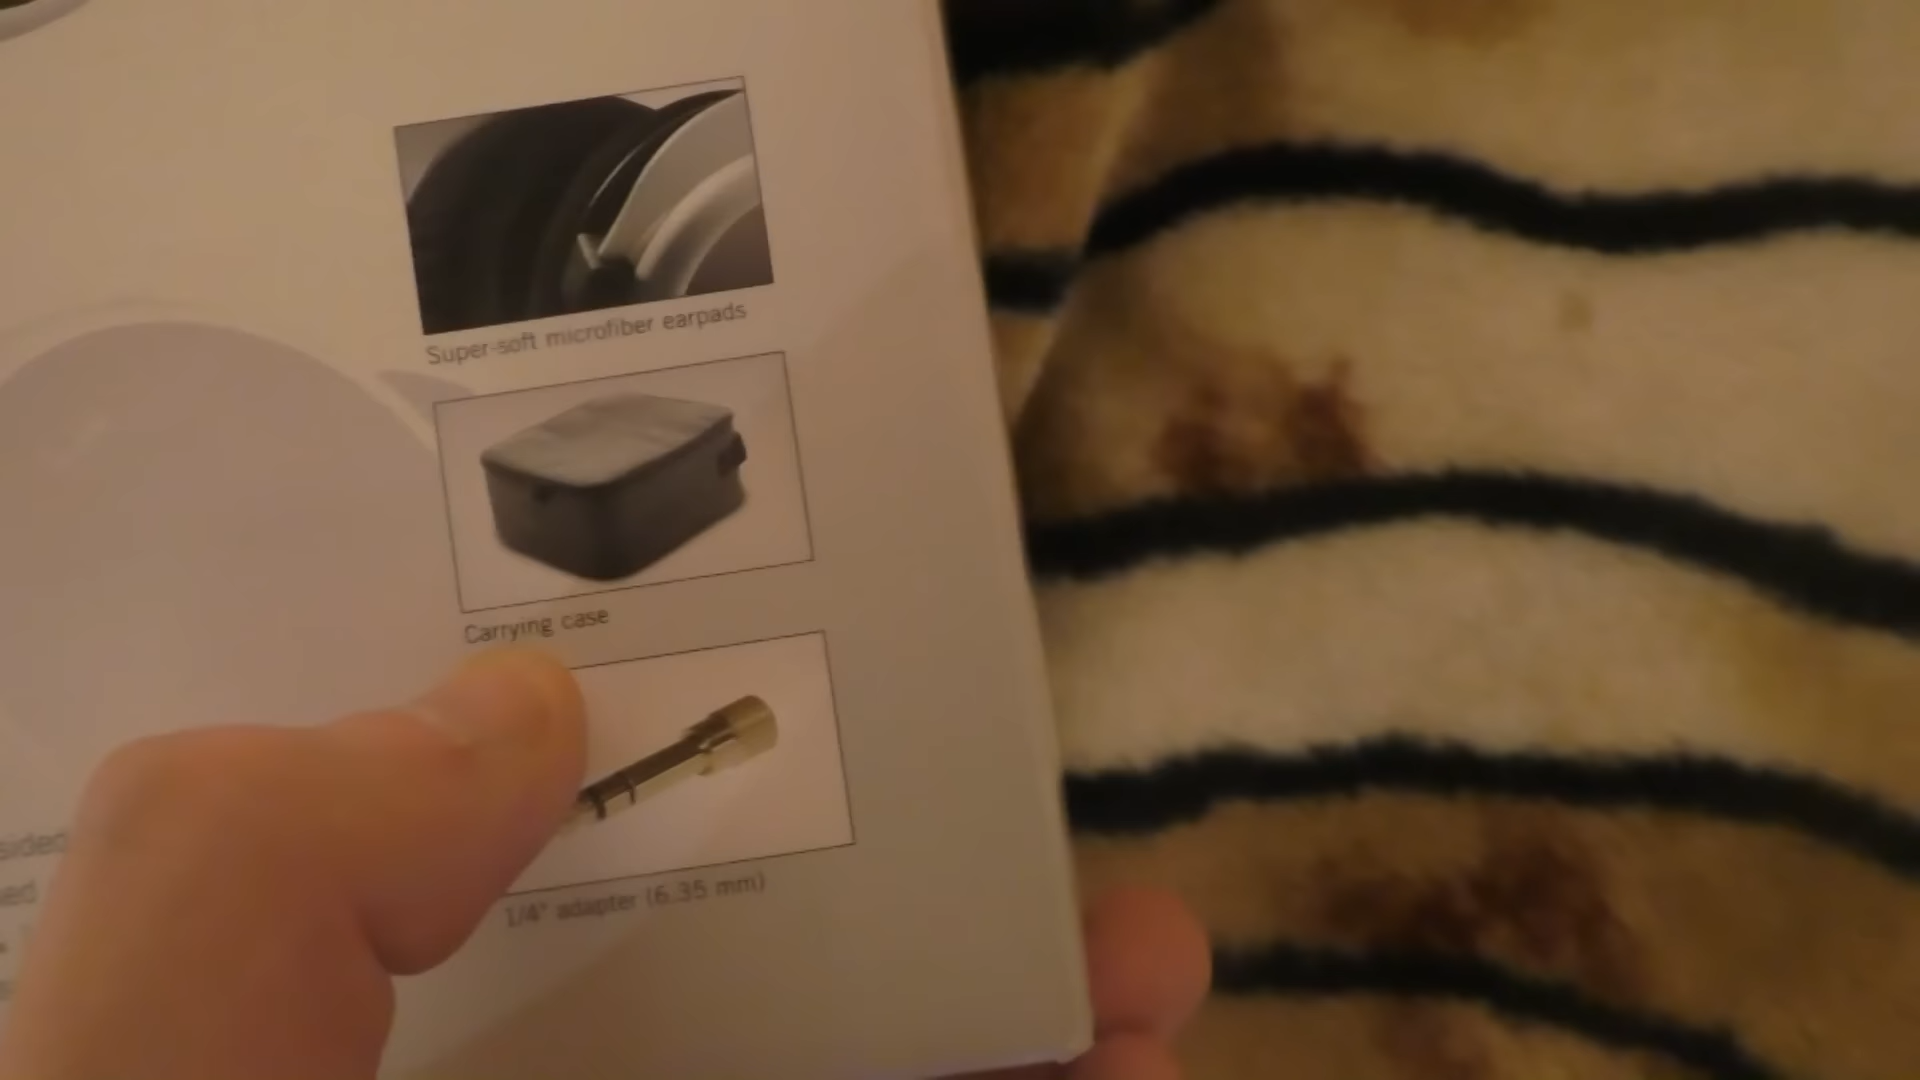 Super-soft microfiber earpads
Carrying case
1/4" adapter (6.35 mm)